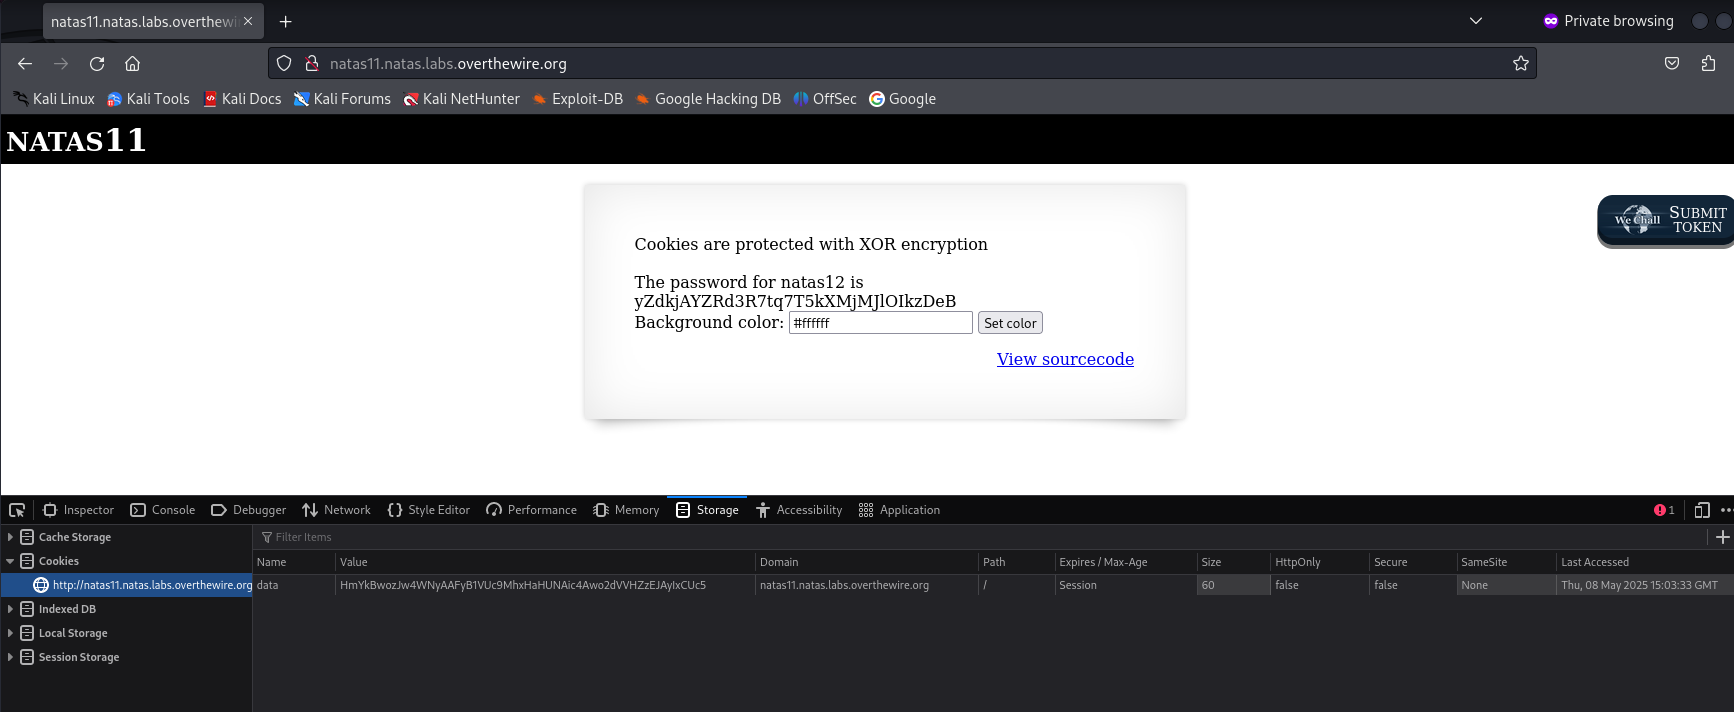 natas11.natas.labs.overthewi
Private browsing
natas11.natas.labs.overthewire.org
Kali Linux Kali Tools Kali Docs Kali Forums Kali NetHunter Exploit-DB Google Hacking DB OffSec Google
NATAS11
We Chall SUBMIT TOKEN
Cookies are protected with XOR encryption
The password for natas12 is
yZdkjAYZRd3R7tq7T5kXMjMJlOIkzDeB
Background color: #ffffff Set color
View sourcecode
Inspector Console Debugger Network Style Editor Performance Memory Storage Accessibility Application 1
Cache Storage Filter Items
Cookies Name Value Domain Path Expires / Max-Age Size HttpOnly Secure SameSite Last Accessed
http://natas11.natas.labs.overthewire.org data HmYkBwozJw4WNyAAFyB1VUc9MhxHaHUNAic4Awo2dVVHZzEJAyIxCUc5 natas11.natas.labs.overthewire.org / Session 60 false false None Thu, 08 May 2025 15:03:33 GMT
Indexed DB
Local Storage
Session Storage